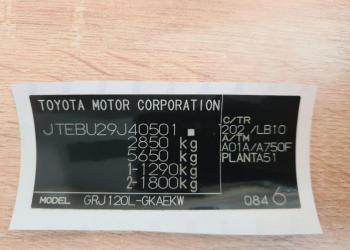 TOYOTA MOTOR CORPORATION
JTEBU29J40501
2850 kg
5650 kg
1-1290kg
2-1800kg
C/TR
202 /LB10
A/TM
A01A/A750F
PLANTA51
MODEL GRJ120L-GKAEKW
084 6